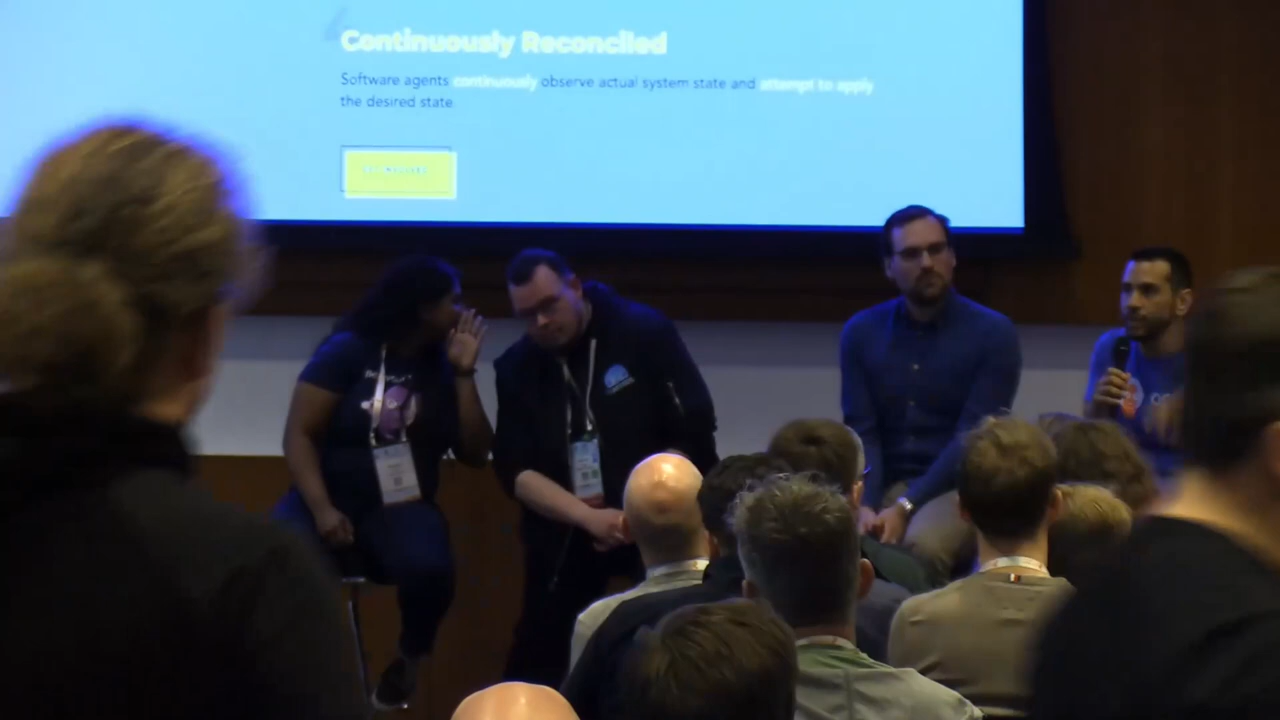 Continuously Reconciled
Software agents continuously observe actual system state and attempt to apply
the desired state.